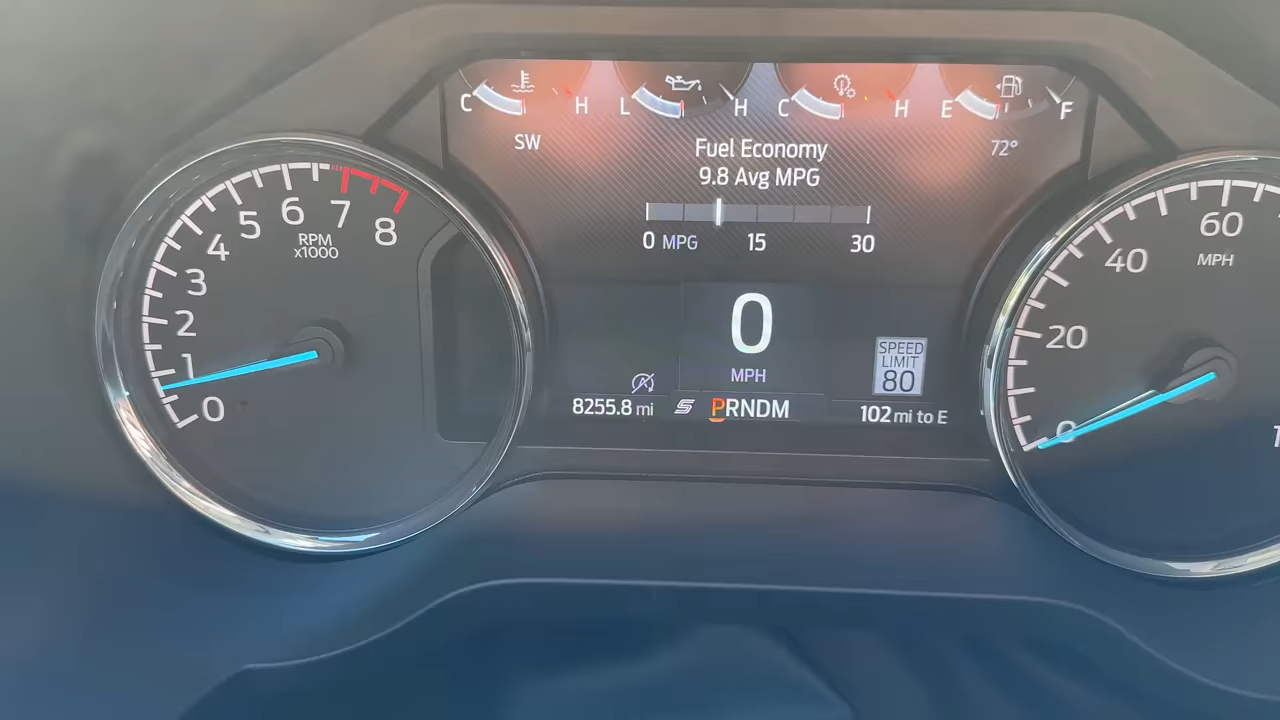 C H L H C H E F
SW
72°
Fuel Economy
9.8 Avg MPG
0 MPG 15 30
0
MPH
SPEED
LIMIT
80
8255.8 mi
PRNDM
102 mi to E
0 1 2 3 4 5 6 7 8
RPM
x1000
0 20 40 60
MPH